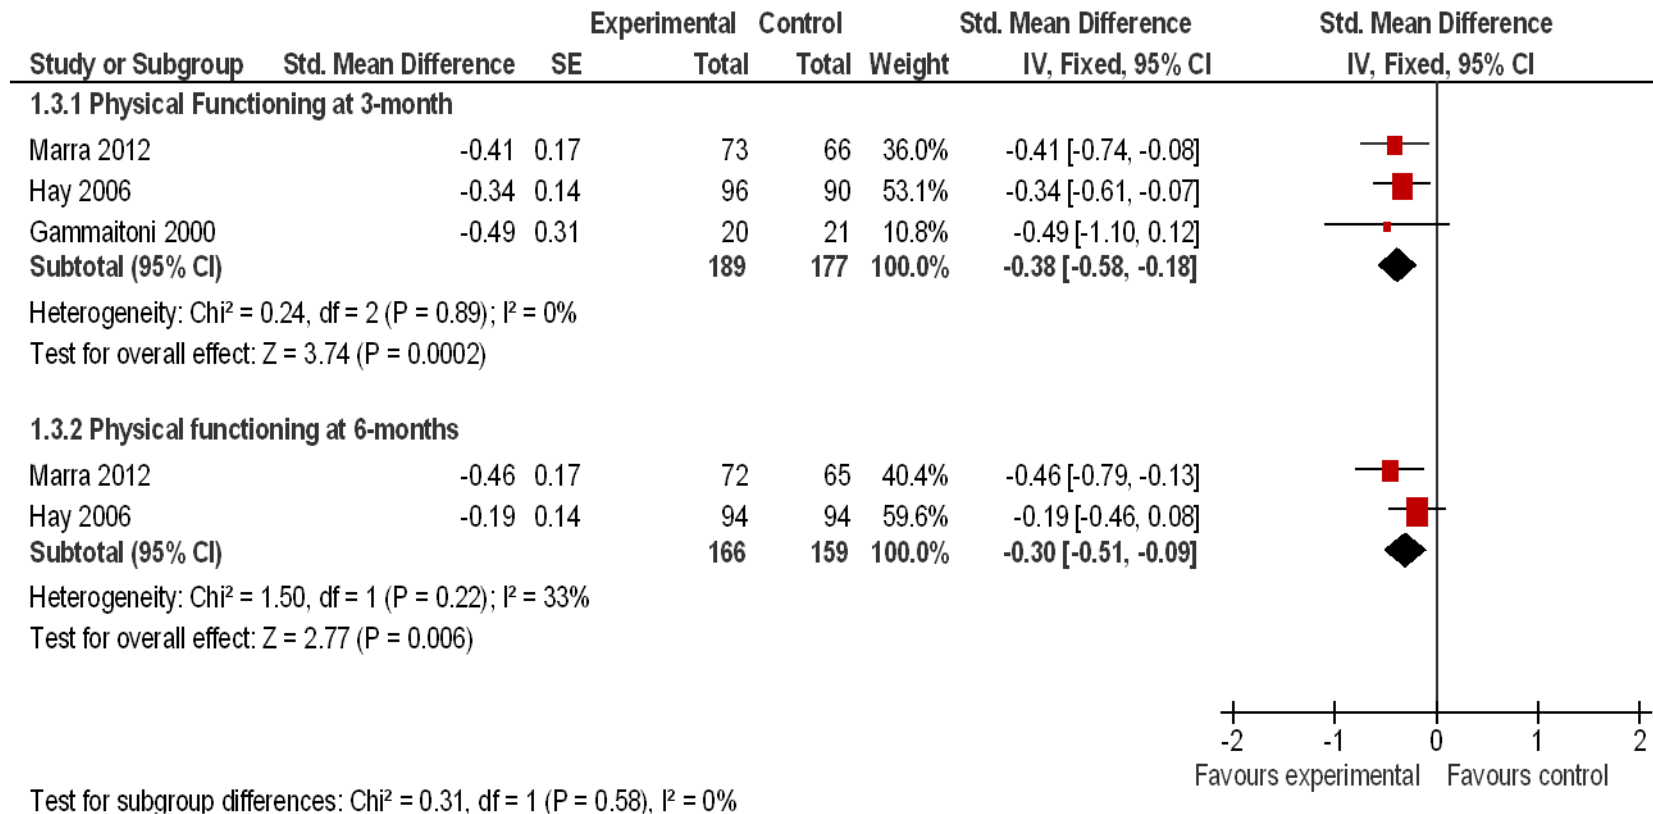 Experimental Control Std. Mean Difference Std. Mean Difference
Study or Subgroup Std. Mean Difference SE Total Total Weight IV, Fixed, 95% CI IV, Fixed, 95% CI
1.3.1 Physical Functioning at 3-month
Marra 2012 -0.41 0.17 73 66 36.0% -0.41 [-0.74, -0.08]
Hay 2006 -0.34 0.14 96 90 53.1% -0.34 [-0.61, -0.07]
Gammaitoni 2000 -0.49 0.31 20 21 10.8% -0.49 [-1.10, 0.12]
Subtotal (95% CI) 189 177 100.0% -0.38 [-0.58, -0.18]
Heterogeneity: Chi² = 0.24, df = 2 (P = 0.89); I² = 0%
Test for overall effect: Z = 3.74 (P = 0.0002)
1.3.2 Physical functioning at 6-months
Marra 2012 -0.46 0.17 72 65 40.4% -0.46 [-0.79, -0.13]
Hay 2006 -0.19 0.14 94 94 59.6% -0.19 [-0.46, 0.08]
Subtotal (95% CI) 166 159 100.0% -0.30 [-0.51, -0.09]
Heterogeneity: Chi² = 1.50, df = 1 (P = 0.22); I² = 33%
Test for overall effect: Z = 2.77 (P = 0.006)
-2 -1 0 1 2
Favours experimental Favours control
Test for subgroup differences: Chi² = 0.31, df = 1 (P = 0.58), I² = 0%